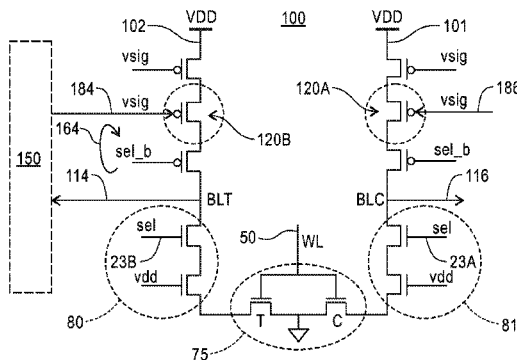 VDD 100 VDD
102 101
vsig vsig
184 vsig 120A vsig 186
164 120B
150 sel_b sel_b
114 BLT BLC 116
sel 50 WL sel
23B 23A
vdd vdd
80 T C 81
75